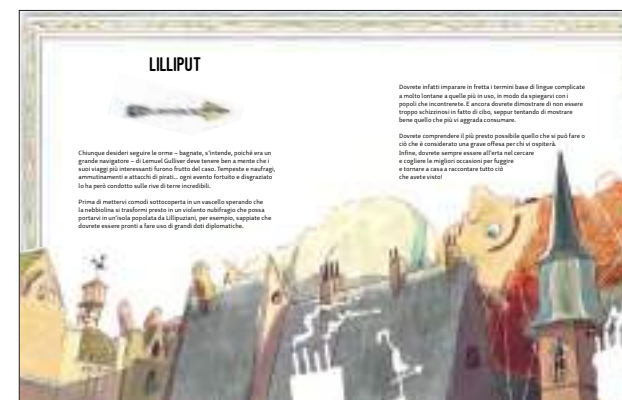 LILLIPUT
Chiunque desideri seguire le orme – bagnate, s'intende, poiché era un
grande navigatore – di Lemuel Gulliver deve tenere ben a mente che i
suoi viaggi più interessanti furono frutto del caso. Tempeste e naufragi,
ammutinamenti e attacchi di pirati... ogni evento fortuito e disgraziato
lo ha però condotto sulle rive di terre incredibili.
Prima di mettervi comodi sottocoperta in un vascello sperando che
la nebbiolina si trasformi presto in un violento nubifragio che possa
portarvi in un'isola popolata da Lillipuziani, per esempio, sappiate che
dovrete essere pronti a fare uso di grandi doti diplomatiche.
Dovrete infatti imparare in fretta i termini base di lingue complicate
a molto lontane a quelle più in uso, in modo da spiegarvi con i
popoli che incontrerete. E ancora dovrete dimostrare di non essere
troppo schizzinosi in fatto di cibo, seppur tentando di mostrare
bene quello che più vi aggrada consumare.
Dovrete comprendere il più presto possibile quello che si può fare o
ciò che è considerato una grave offesa per chi vi ospiterà.
Infine, dovrete sempre essere all'erta nel cercare
e cogliere le migliori occasioni per fuggire
e tornare a casa a raccontare tutto ciò
che avete visto!